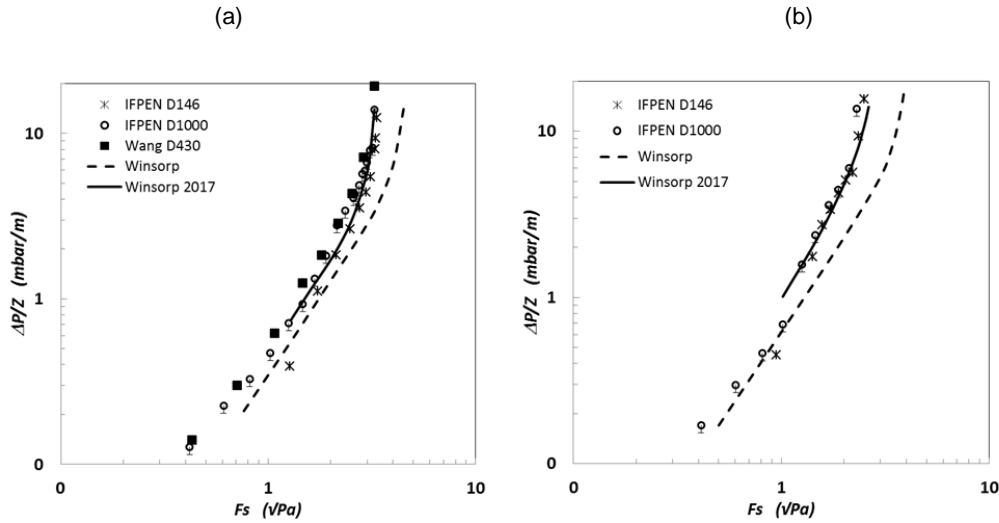 (a)
IFPEN D146
IFPEN D1000
Wang D430
Winsorp
Winsorp 2017
10
1
0
ΔP/Z (mbar/m)
0 1 10
Fs (√Pa)
(b)
IFPEN D146
IFPEN D1000
Winsorp
Winsorp 2017
10
1
0
ΔP/Z (mbar/m)
0 1 10
Fs (√Pa)